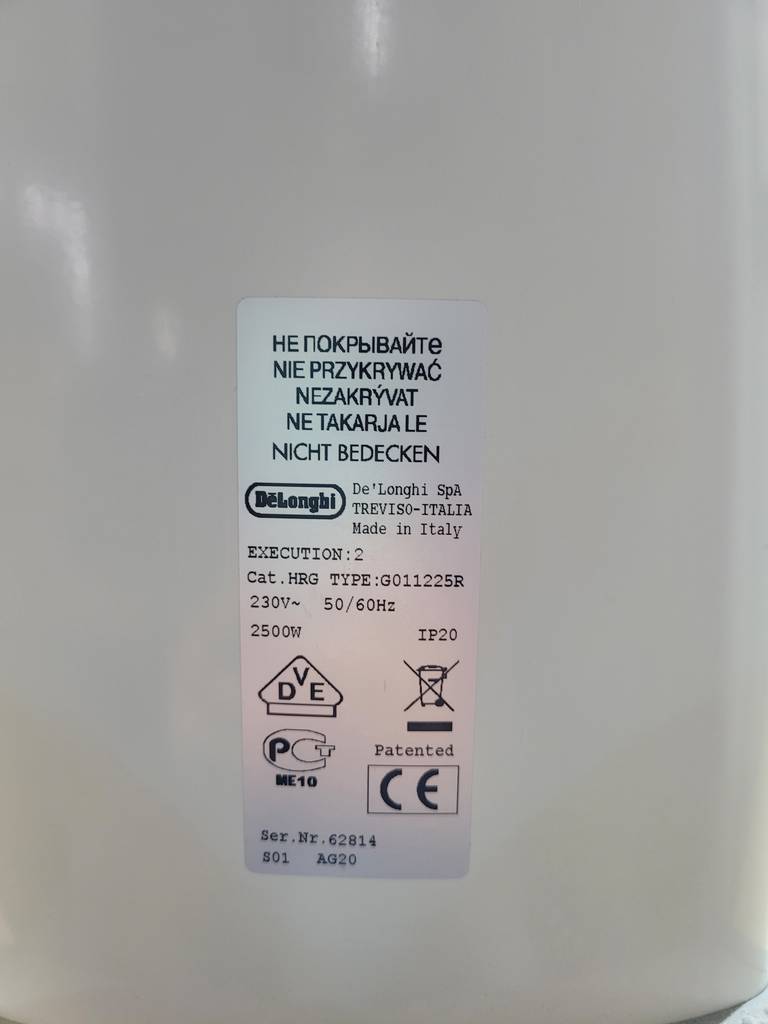 НЕ ПОКРЫВАЙТе
NIE PRZYKRYWAĆ
NEZAKRÝVAT
NE TAKARJA LE
NICHT BEDECKEN
DeLonghi De'Longhi SpA
TREVISO-ITALIA
Made in Italy
EXECUTION:2
Cat.HRG TYPE:G011225R
230V~ 50/60Hz
2500W IP20
DVE
РСТ Patented
ME10 CE
Ser.Nr.62814
S01 AG20